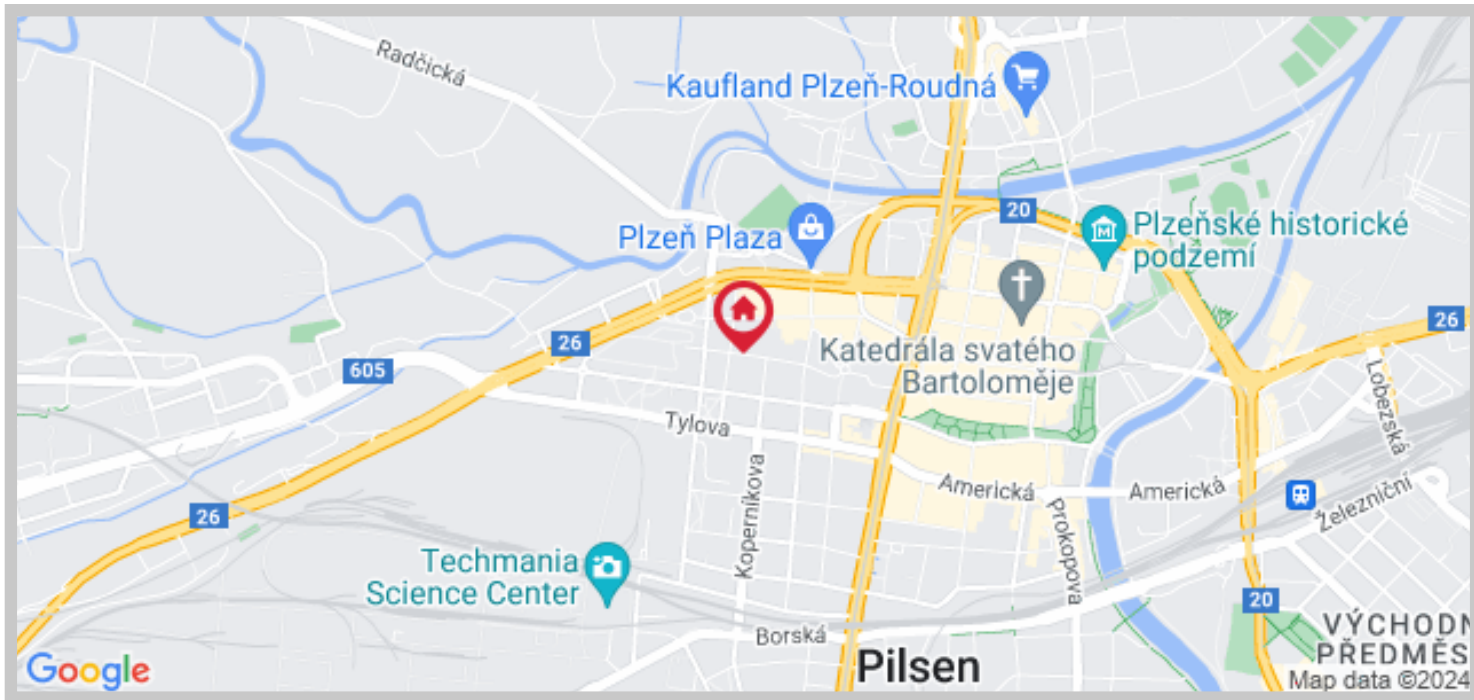 Radčická
Kaufland Plzeň-Roudná
20
Plzeňské historické
podzemí
Plzeň Plaza
26
26
605
Katedrála svatého
Bartoloměje
Lobezská
Tylova
Americká
Americká
Koperníkova
Prokopova
Železniční
26
Techmania
Science Center
20
Borská
VÝCHODN
PŘEDMĚS
Pilsen
Google
Map data ©2024